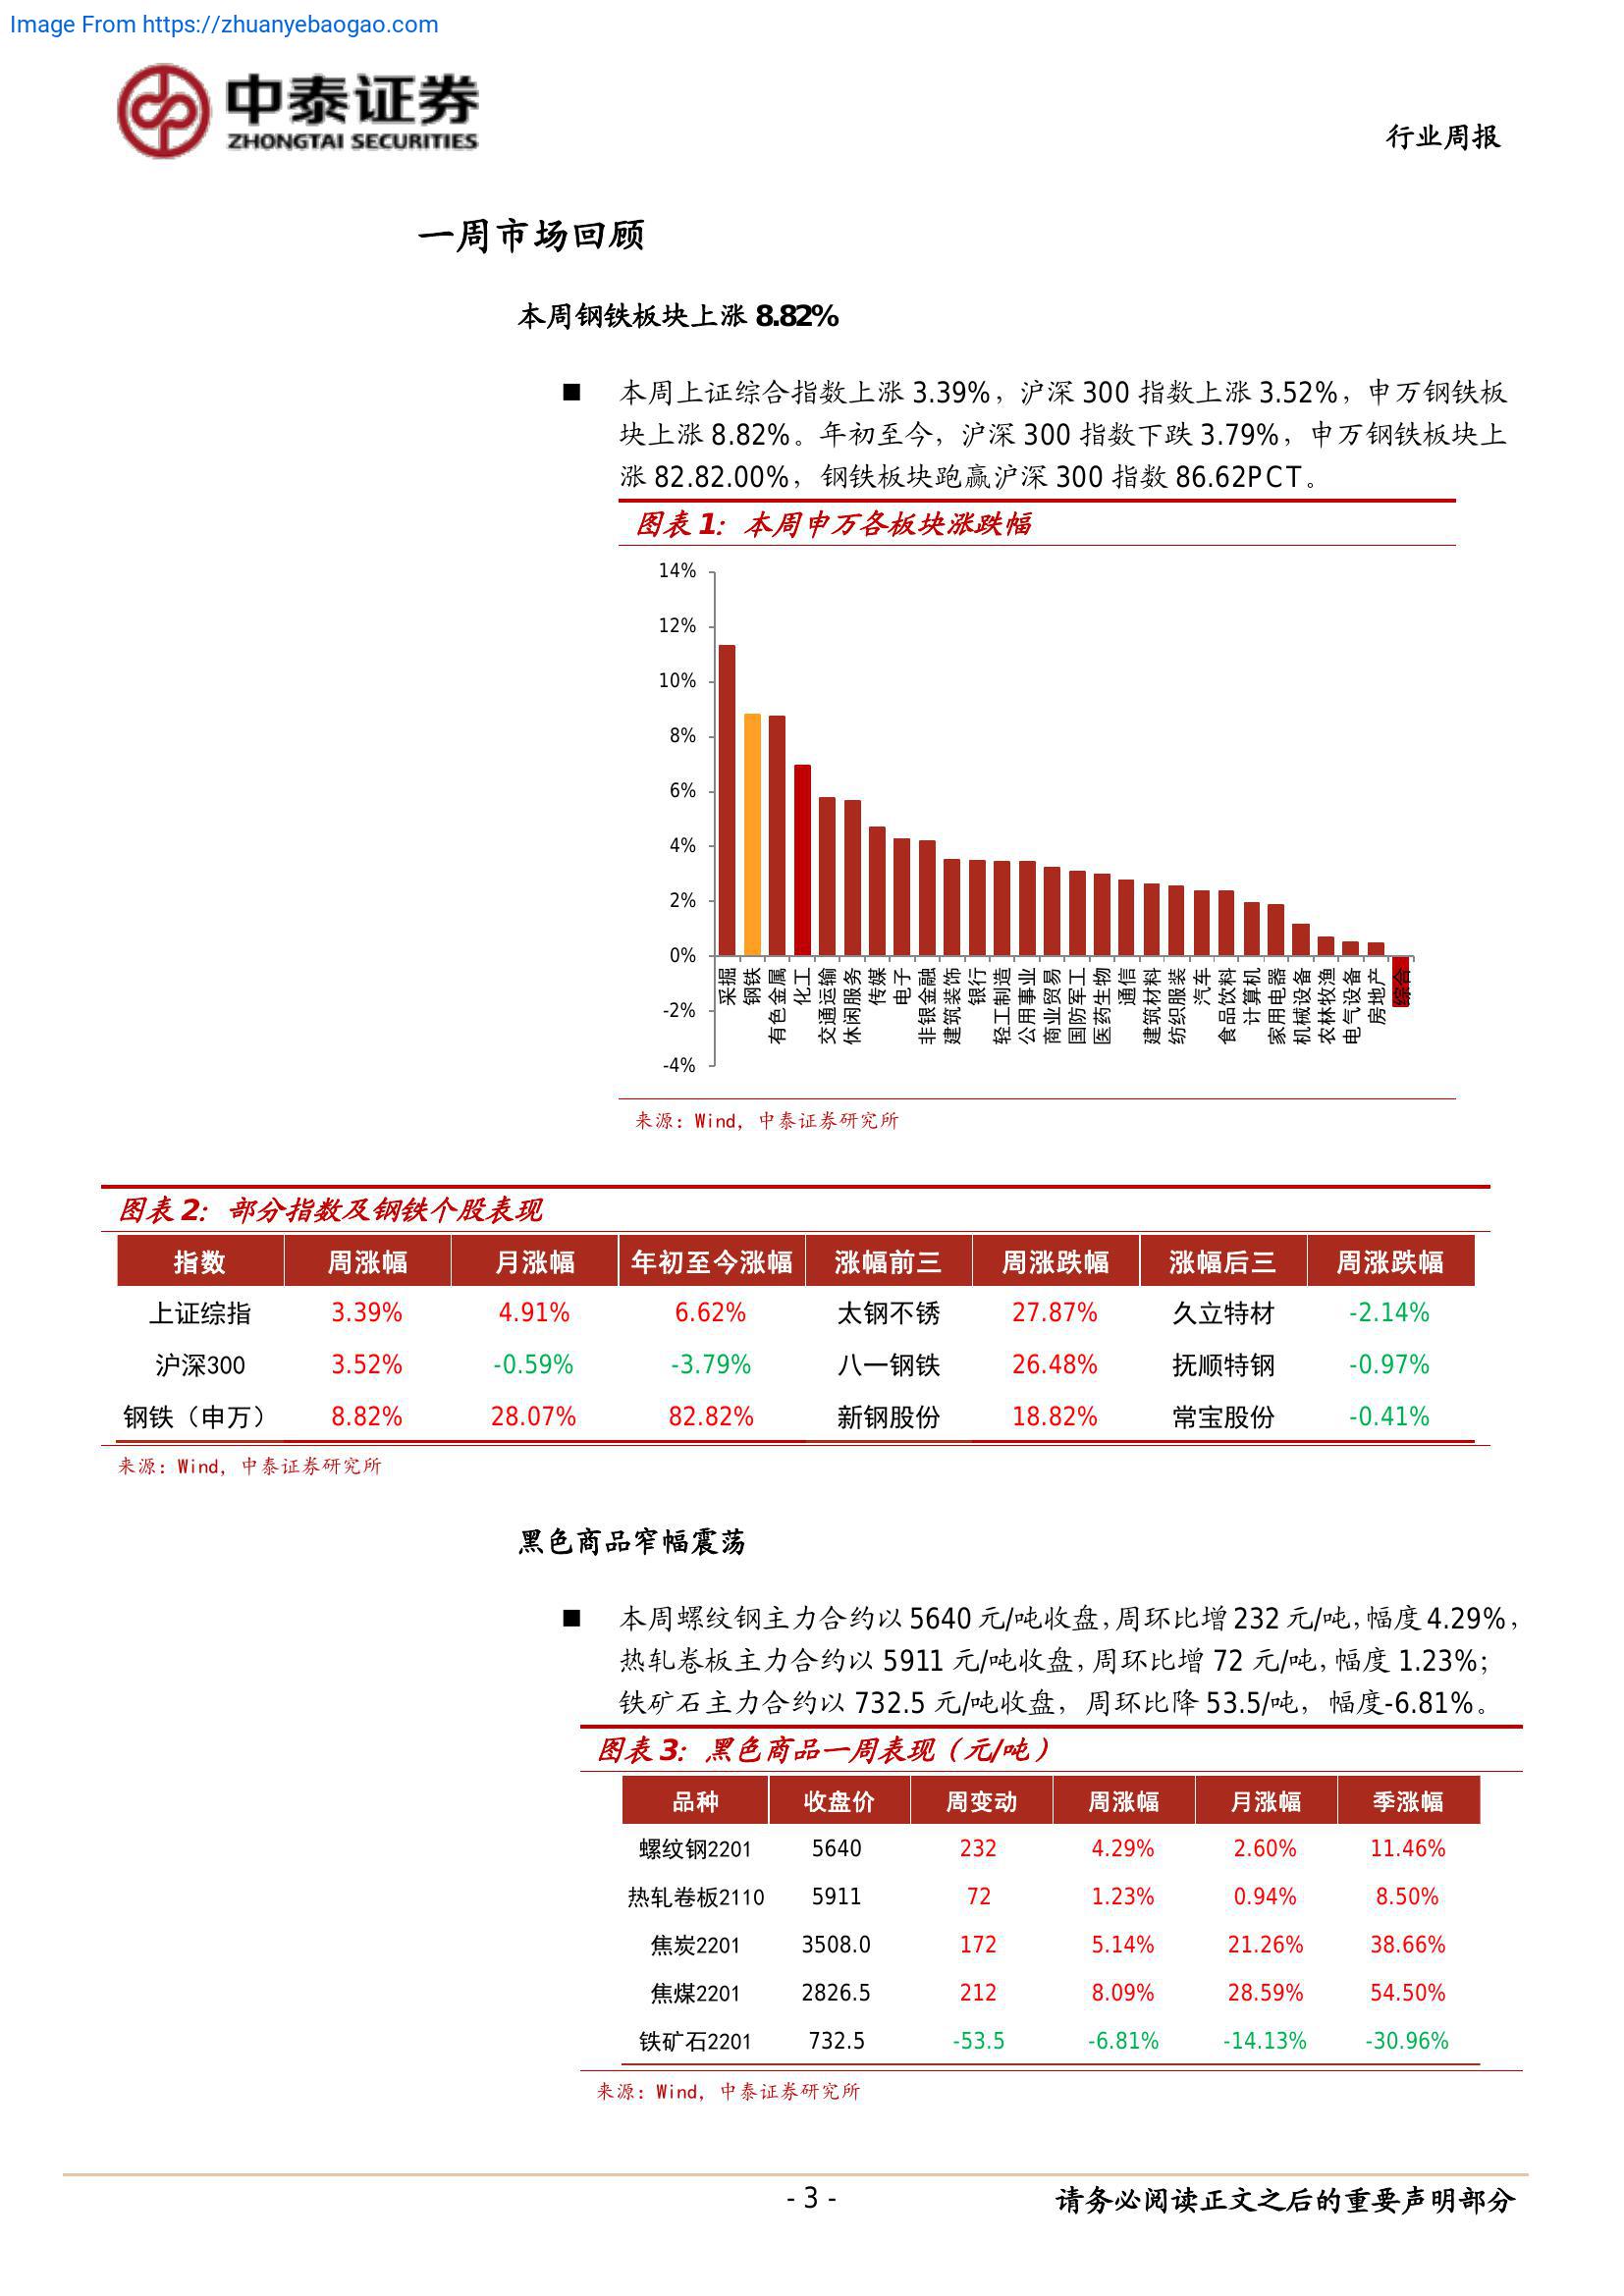 Image From https://zhuanyebaogao.com
中泰证券
ZHONGTAI SECURITIES
行业周报
一周市场回顾
本周钢铁板块上涨 8.82%
■ 本周上证综合指数上涨 3.39%，沪深 300 指数上涨 3.52%，申万钢铁板
块上涨 8.82%。年初至今，沪深 300 指数下跌 3.79%，申万钢铁板块上
涨 82.82.00%，钢铁板块跑赢沪深 300 指数 86.62PCT。
图表 1：本周申万各板块涨跌幅
14%
12%
10%
8%
6%
4%
2%
0%
-2%
-4%
采掘
钢铁
有色金属
化工
交通运输
休闲服务
传媒
电子
非银金融
建筑装饰
银行
轻工制造
公用事业
商业贸易
国防军工
医药生物
通信
建筑材料
纺织服装
汽车
食品饮料
计算机
家用电器
机械设备
农林牧渔
电气设备
房地产
综合
来源：Wind，中泰证券研究所
图表 2：部分指数及钢铁个股表现
指数 周涨幅 月涨幅 年初至今涨幅 涨幅前三 周涨跌幅 涨幅后三 周涨跌幅
上证综指 3.39% 4.91% 6.62% 太钢不锈 27.87% 久立特材 -2.14%
沪深300 3.52% -0.59% -3.79% 八一钢铁 26.48% 抚顺特钢 -0.97%
钢铁（申万） 8.82% 28.07% 82.82% 新钢股份 18.82% 常宝股份 -0.41%
来源：Wind，中泰证券研究所
黑色商品窄幅震荡
■ 本周螺纹钢主力合约以 5640 元/吨收盘，周环比增 232 元/吨，幅度 4.29%，
热轧卷板主力合约以 5911 元/吨收盘，周环比增 72 元/吨，幅度 1.23%；
铁矿石主力合约以 732.5 元/吨收盘，周环比降 53.5/吨，幅度-6.81%。
图表 3：黑色商品一周表现（元/吨）
品种 收盘价 周变动 周涨幅 月涨幅 季涨幅
螺纹钢2201 5640 232 4.29% 2.60% 11.46%
热轧卷板2110 5911 72 1.23% 0.94% 8.50%
焦炭2201 3508.0 172 5.14% 21.26% 38.66%
焦煤2201 2826.5 212 8.09% 28.59% 54.50%
铁矿石2201 732.5 -53.5 -6.81% -14.13% -30.96%
来源：Wind，中泰证券研究所
- 3 -
请务必阅读正文之后的重要声明部分